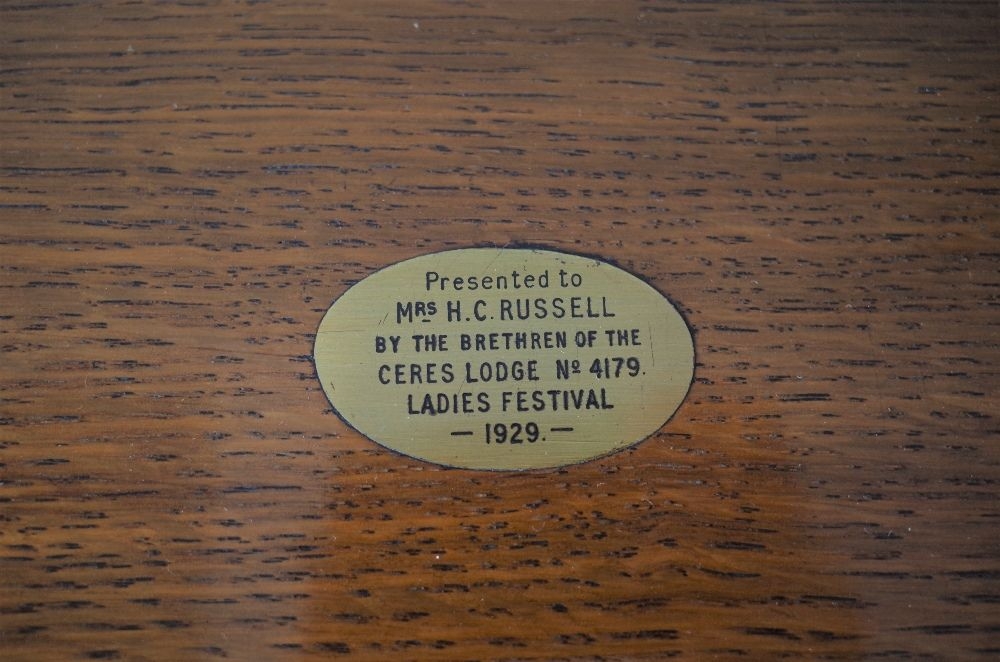 Presented to
MRS H.C. RUSSELL
BY THE BRETHREN OF THE
CERES LODGE Nº 4179.
LADIES FESTIVAL
— 1929. —